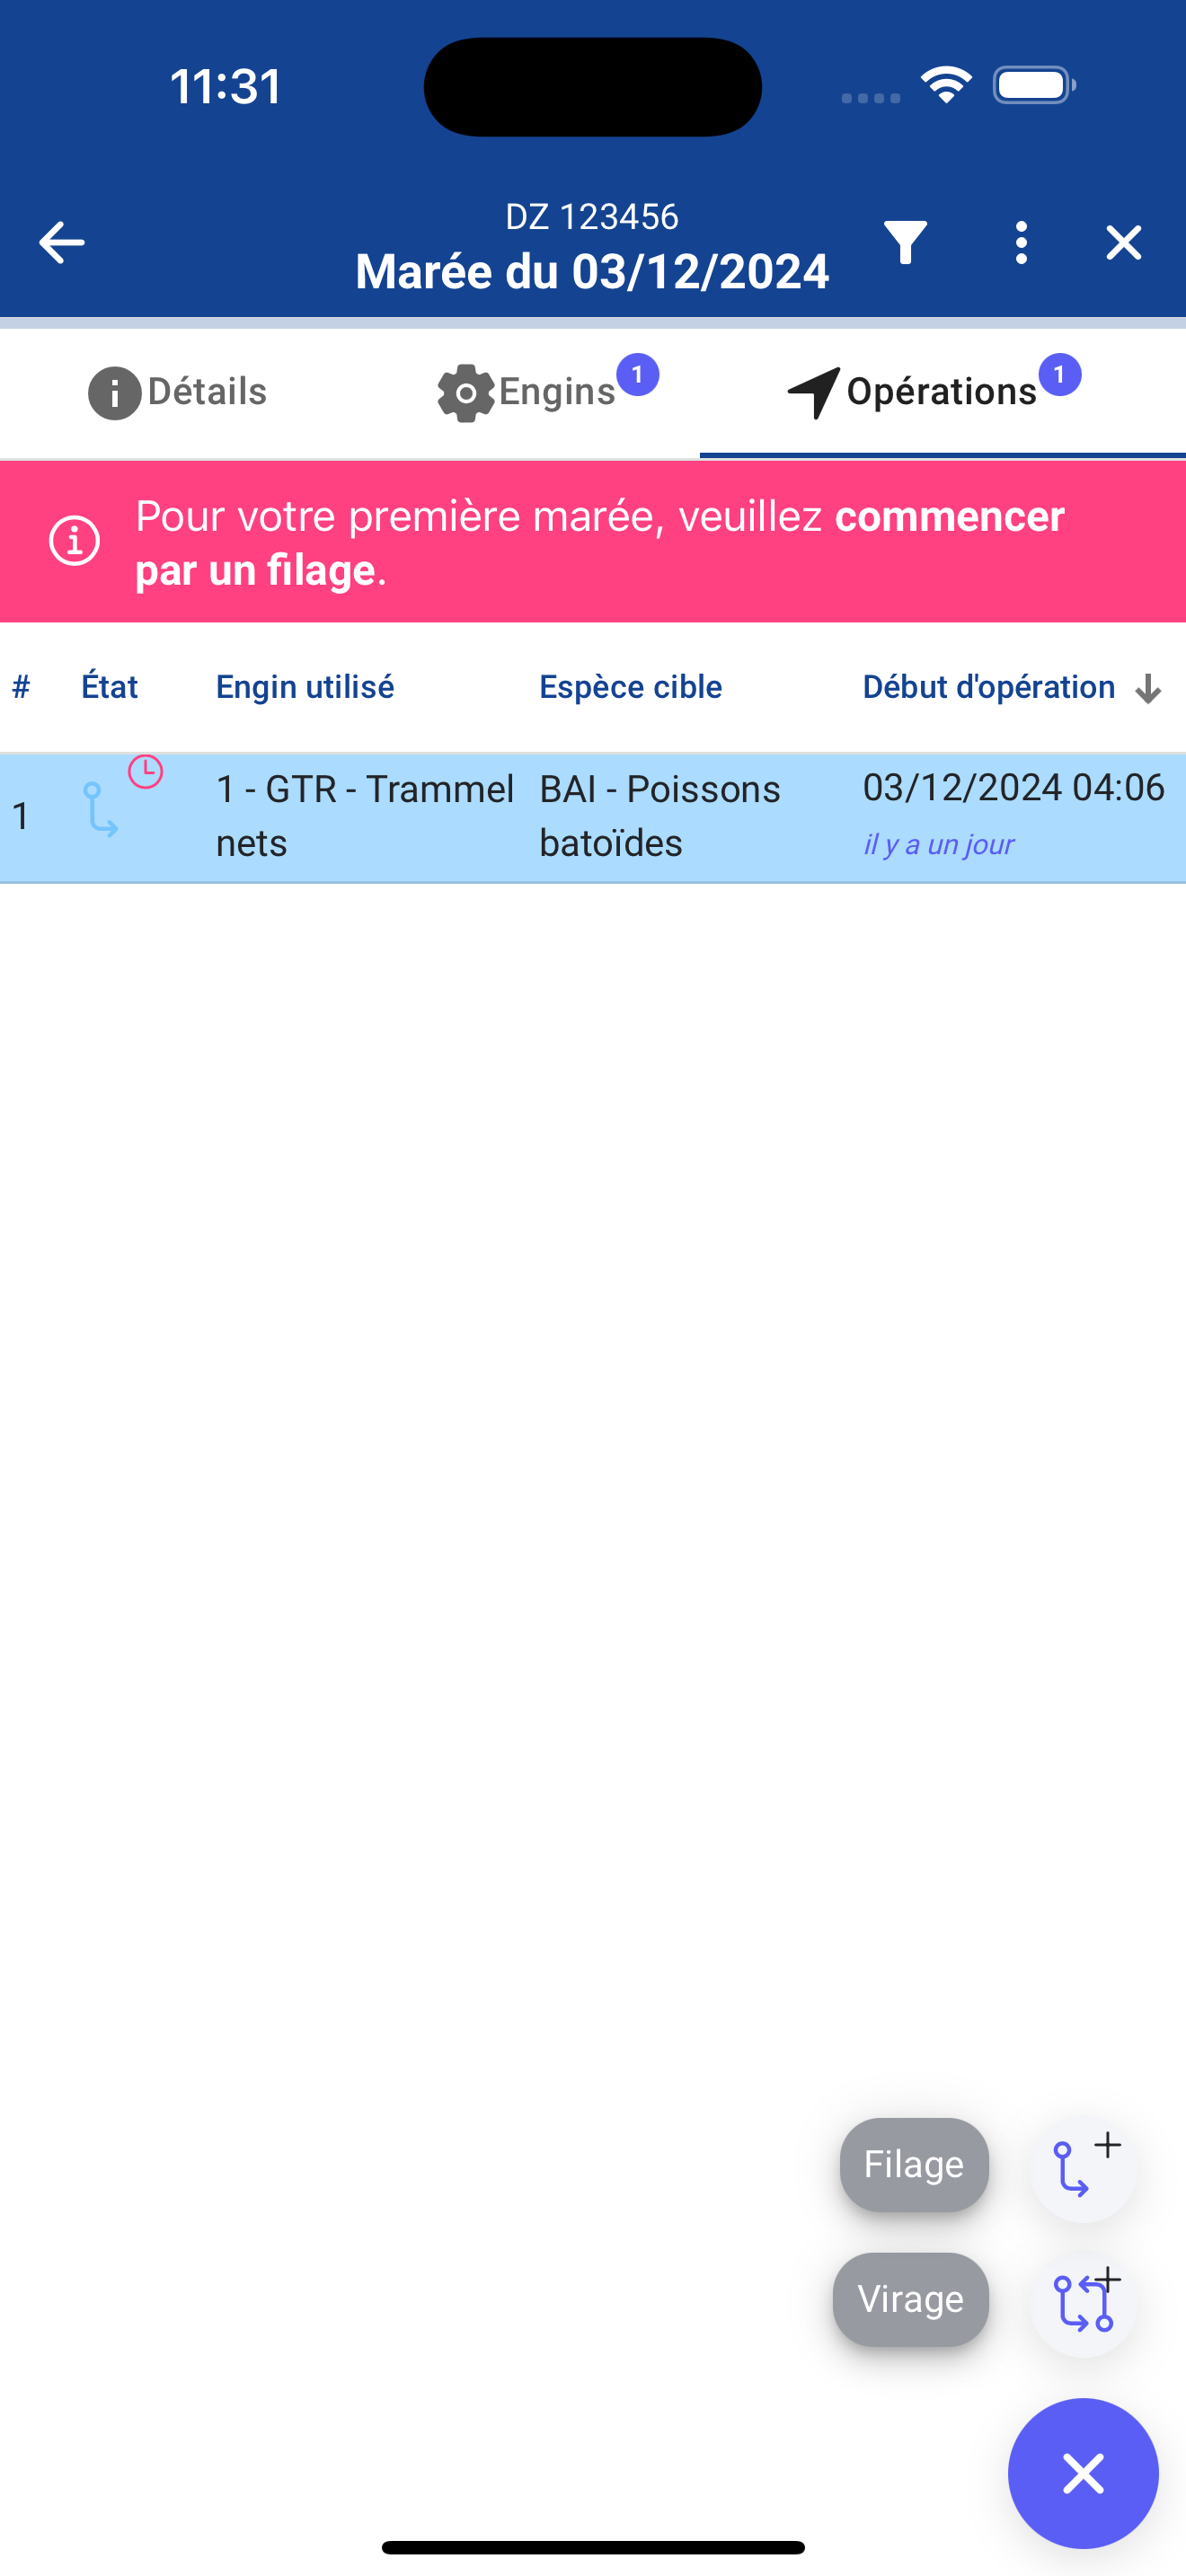 11:31
DZ 123456
Marée du 03/12/2024
Détails
Engins 1
Opérations 1
Pour votre première marée, veuillez commencer
par un filage.
# État Engin utilisé Espèce cible Début d'opération
1 1 - GTR - Trammel nets BAI - Poissons batoïdes 03/12/2024 04:06
il y a un jour
Filage
Virage